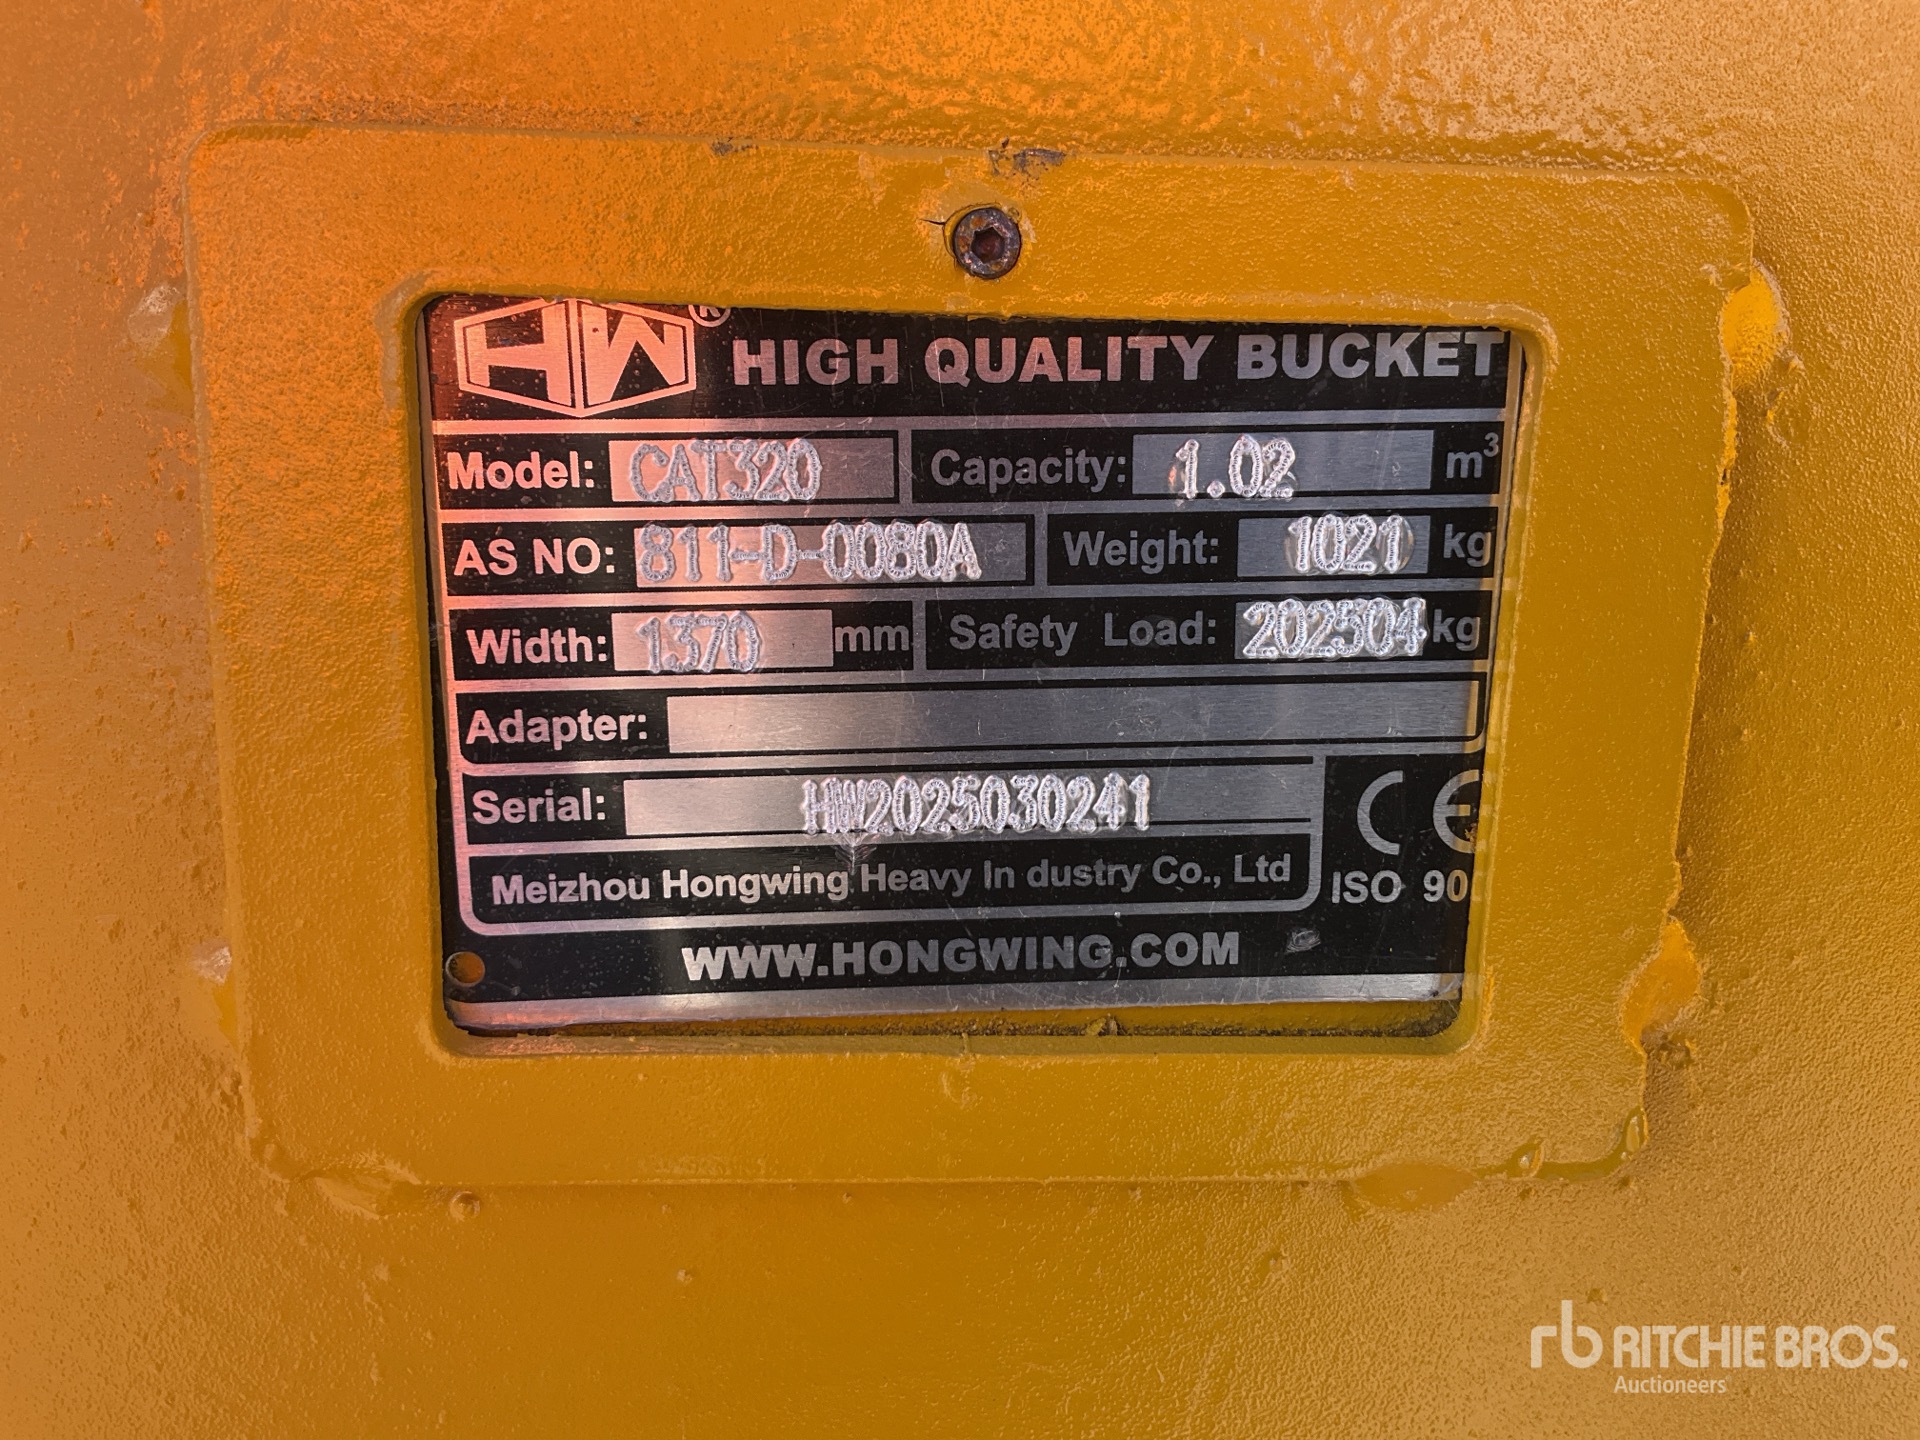 HW®
HIGH QUALITY BUCKET
Model: CAT320 Capacity: 1.02 m³
AS NO: 811-D-0080A Weight: 1021 kg
Width: 1370 mm Safety Load: 202504 kg
Adapter:
Serial: HW2025030241
CE
Meizhou Hongwing Heavy In dustry Co., Ltd
ISO 90
WWW.HONGWING.COM
rb RITCHIE BROS.
Auctioneers